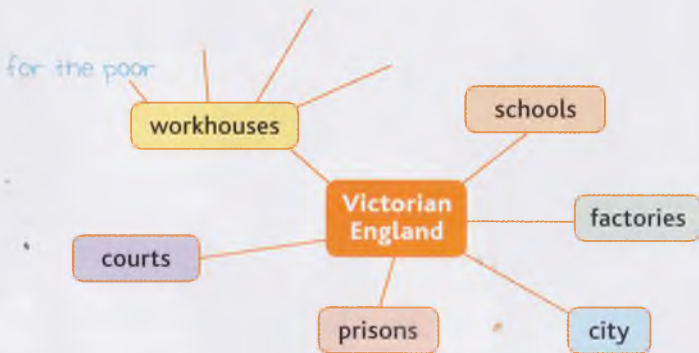 for the poor
workhouses
schools
Victorian
England
factories
courts
prisons
city